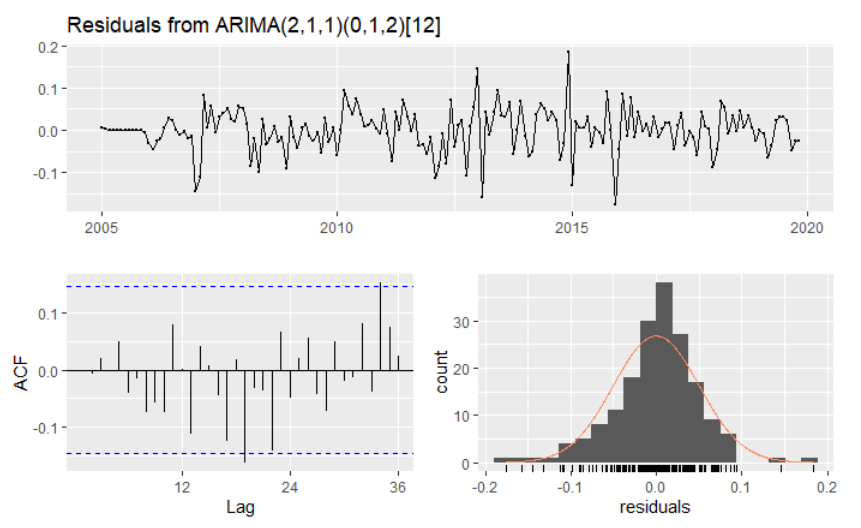 Residuals from ARIMA(2,1,1)(0,1,2)[12]
0.2
0.1
0.0
-0.1
2005 2010 2015 2020
ACF
0.1
0.0
-0.1
12 24 36
Lag
count
30
20
10
0
-0.2 -0.1 0.0 0.1 0.2
residuals